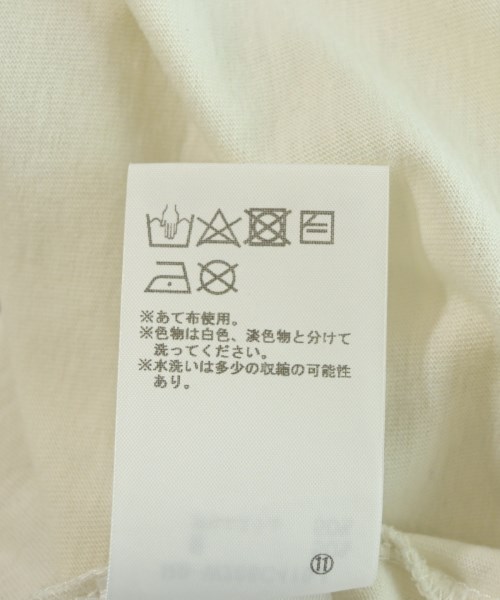 ※あて布使用。
※色物は白色、淡色物と分けて
洗ってください。
※水洗いは多少の収縮の可能性
あり。
⑪